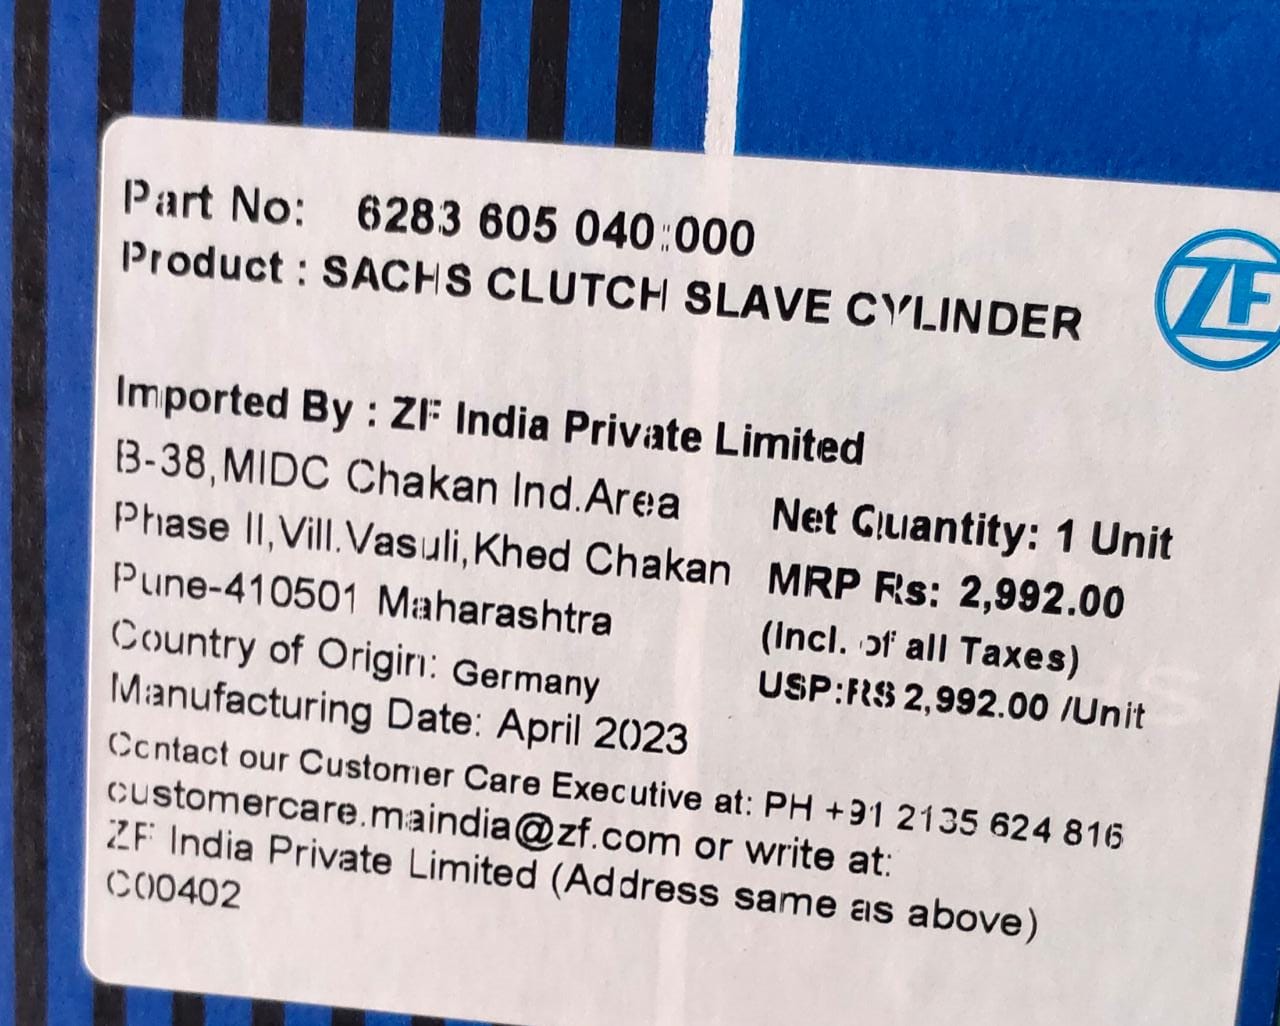 Part No: 6283 605 040:000
Product : SACHS CLUTCH SLAVE CYLINDER
ZF
Imported By : ZF India Private Limited
B-38,MIDC Chakan Ind.Area
Phase II,Vill.Vasuli,Khed Chakan
Pune-410501 Maharashtra
Country of Origin: Germany
Manufacturing Date: April 2023
Net Quantity: 1 Unit
MRP Rs: 2,992.00
(Incl. of all Taxes)
USP:RS 2,992.00 /Unit
Contact our Customer Care Executive at: PH +91 2135 624 816
customercare.maindia@zf.com or write at:
ZF India Private Limited (Address same as above)
C00402